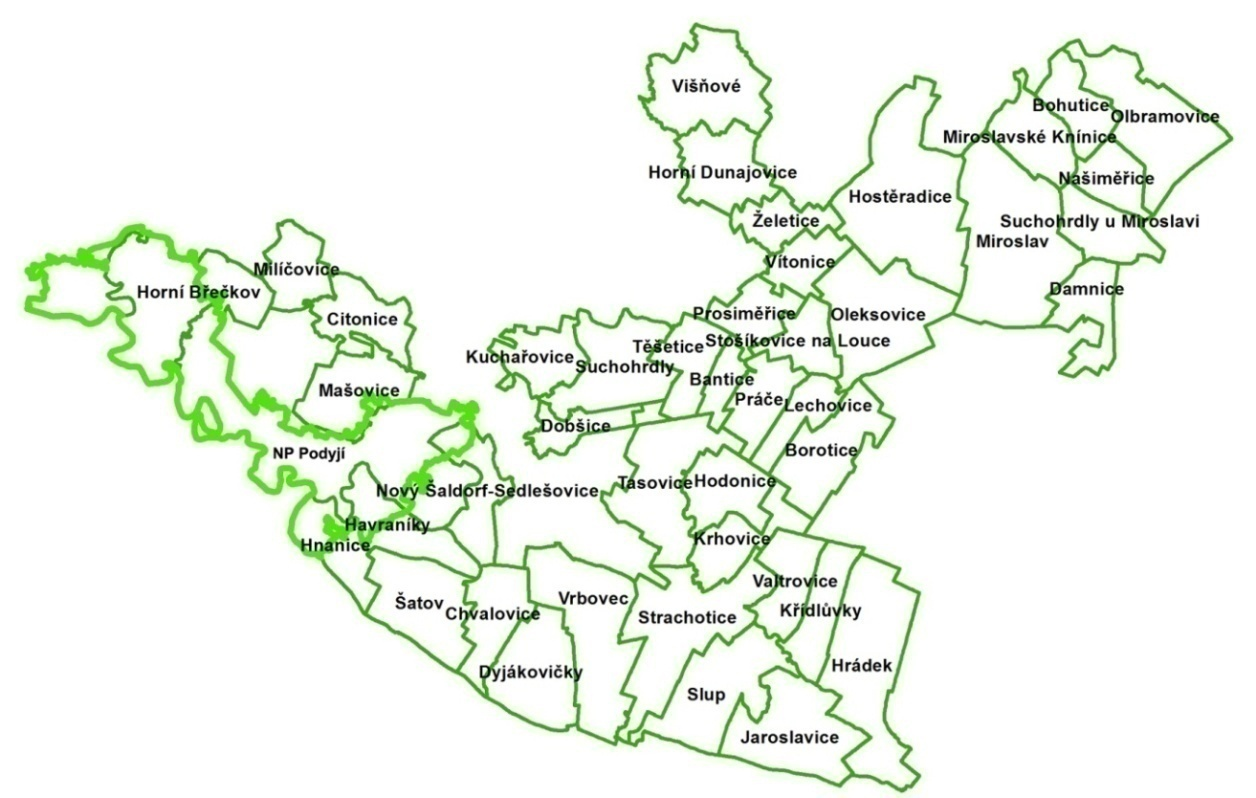 Višňové
Bohutice
Olbramovice
Miroslavské Knínice
Horní Dunajovice
Našiměřice
Hostěradice
Želetice
Suchohrdly u Miroslavi
Miroslav
Vítonice
Milíčovice
Horní Břečkov
Damnice
Citonice
Prosiměřice
Oleksovice
Stošíkovice na Louce
Těšetice
Kuchařovice
Suchohrdly
Bantice
Mašovice
Práče
Lechovice
Dobšice
Borotice
NP Podyjí
Tasovice
Hodonice
Nový Šaldorf-Sedlešovice
Havraníky
Krhovice
Hnanice
Valtrovice
Vrbovec
Šatov
Chvalovice
Křídlůvky
Strachotice
Hrádek
Dyjákovičky
Slup
Jaroslavice